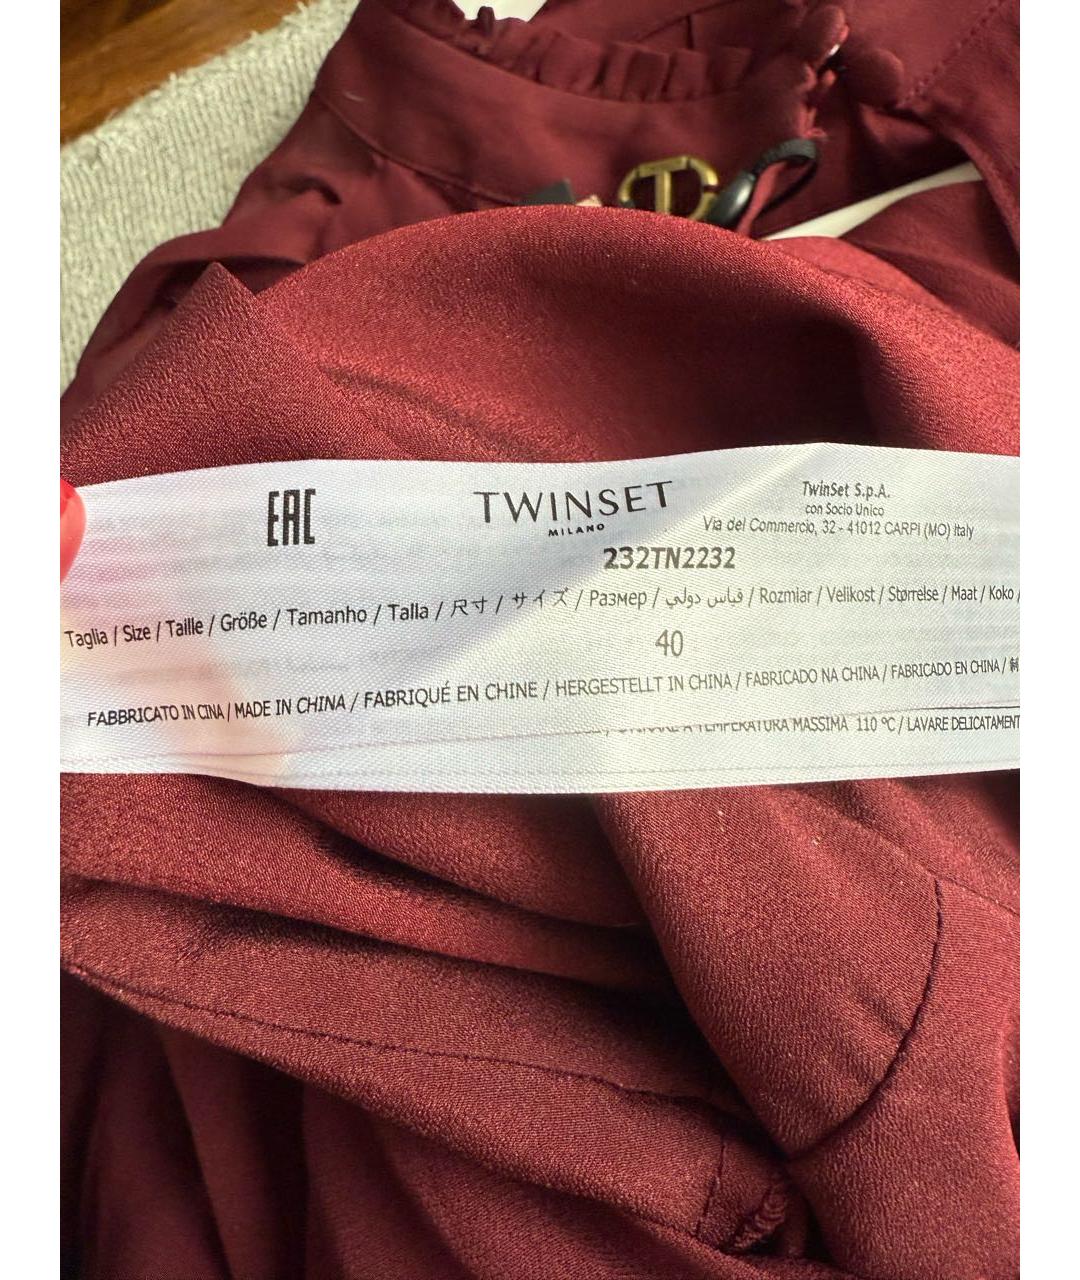 EAC
TWINSET
MILANO
TwinSet S.p.A.
con Socio Unico
Via del Commercio, 32 - 41012 CARPI (MO) Italy
232TN2232
Taglia / Size / Taille / Größe / Tamanho / Talla / 尺寸 / サイズ / Размер / قياس دولي / Rozmiar / Velikost / Størrelse / Maat / Koko /
40
FABBRICATO IN CINA / MADE IN CHINA / FABRIQUÉ EN CHINE / HERGESTELLT IN CHINA / FABRICADO NA CHINA / FABRICADO EN CHINA /
A TEMPERATURA MASSIMA 110 °C / LAVARE DELICATAMENT